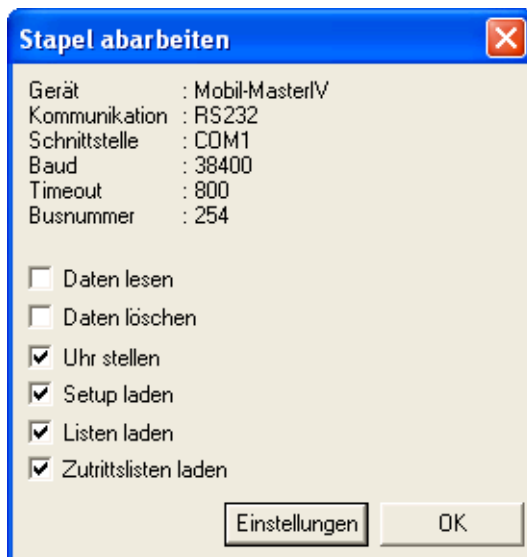 Stapel abarbeiten
Gerät : Mobil-MasterIV
Kommunikation : RS232
Schnittstelle : COM1
Baud : 38400
Timeout : 800
Busnummer : 254
Daten lesen
Daten löschen
Uhr stellen
Setup laden
Listen laden
Zutrittslisten laden
Einstellungen OK